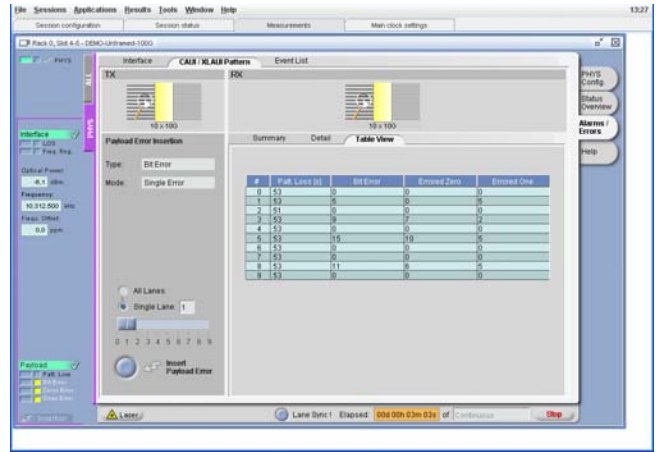 File Sessions Applications Results Tools Window Help 13:27
Session configuration Session status Measurements Main clock settings
Rack 0, Slot 4-5 - DEMO-Unframed-100G
PHYS
ALL
PHYS
Interface CAUI / XLAUI Pattern Event List
TX RX
10 x 100 10 x 100
PHYS Config.
Status Overview
Alarms / Errors
Help
Interface
LOS
Freq. Rng.
Optical Power:
-6,1 dBm
Frequency:
10.312.500 kHz
Freqs. Offset:
0,0 ppm
Payload Error Insertion
Type: Bit Error
Mode: Single Error
All Lanes:
Single Lane: 1
0 1 2 3 4 5 6 7 8 9
Insert Payload Error
Summary Detail Table View
# Patt. Loss [s] Bit Error Errored Zero Errored One
0 53 0 0 0
1 53 5 0 5
2 51 0 0 0
3 53 9 7 2
4 53 0 0 0
5 53 15 10 5
6 53 0 0 0
7 53 0 0 0
8 53 11 6 5
9 53 0 0 0
Payload
Patt. Loss
Bit Error
Insertion
Laser
Lane Sync ! Elapsed: 00d 00h 03m 03s of Continuous Stop